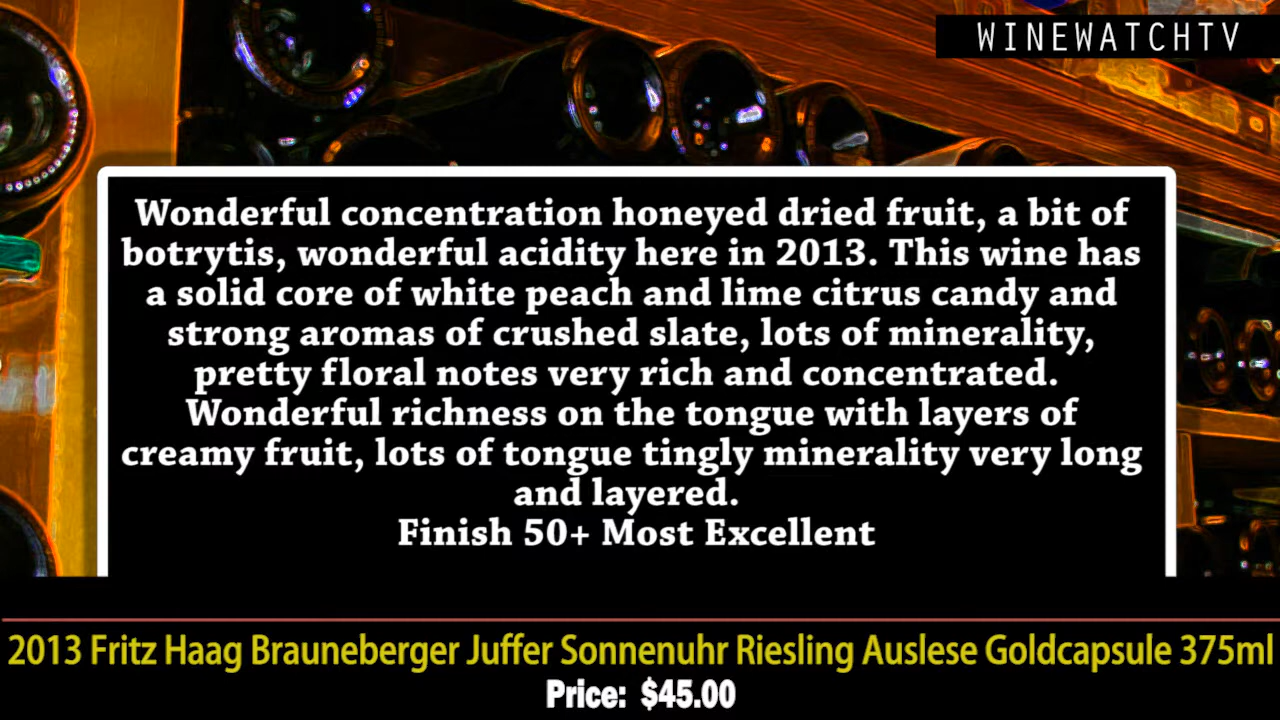 WINEWATCHTV
Wonderful concentration honeyed dried fruit, a bit of
botrytis, wonderful acidity here in 2013. This wine has
a solid core of white peach and lime citrus candy and
strong aromas of crushed slate, lots of minerality,
pretty floral notes very rich and concentrated.
Wonderful richness on the tongue with layers of
creamy fruit, lots of tongue tingly minerality very long
and layered.
Finish 50+ Most Excellent
2013 Fritz Haag Brauneberger Juffer Sonnenuhr Riesling Auslese Goldcapsule 375ml
Price: $45.00